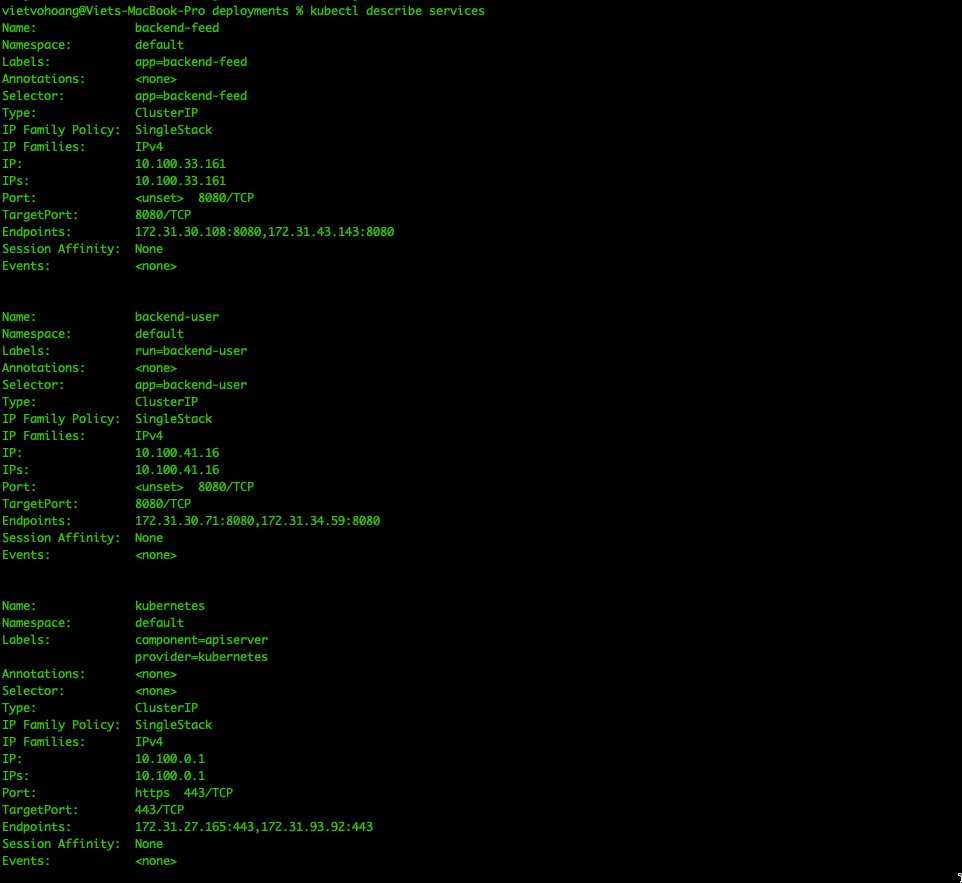 vietvohoang@Viets-MacBook-Pro deployments % kubectl describe services
Name:              backend-feed
Namespace:         default
Labels:            app=backend-feed
Annotations:       <none>
Selector:          app=backend-feed
Type:              ClusterIP
IP Family Policy:  SingleStack
IP Families:       IPv4
IP:                10.100.33.161
IPs:               10.100.33.161
Port:              <unset>  8080/TCP
TargetPort:        8080/TCP
Endpoints:         172.31.30.108:8080,172.31.43.143:8080
Session Affinity:  None
Events:            <none>

Name:              backend-user
Namespace:         default
Labels:            run=backend-user
Annotations:       <none>
Selector:          app=backend-user
Type:              ClusterIP
IP Family Policy:  SingleStack
IP Families:       IPv4
IP:                10.100.41.16
IPs:               10.100.41.16
Port:              <unset>  8080/TCP
TargetPort:        8080/TCP
Endpoints:         172.31.30.71:8080,172.31.34.59:8080
Session Affinity:  None
Events:            <none>

Name:              kubernetes
Namespace:         default
Labels:            component=apiserver
                   provider=kubernetes
Annotations:       <none>
Selector:          <none>
Type:              ClusterIP
IP Family Policy:  SingleStack
IP Families:       IPv4
IP:                10.100.0.1
IPs:               10.100.0.1
Port:              https  443/TCP
TargetPort:        443/TCP
Endpoints:         172.31.27.165:443,172.31.93.92:443
Session Affinity:  None
Events:            <none>